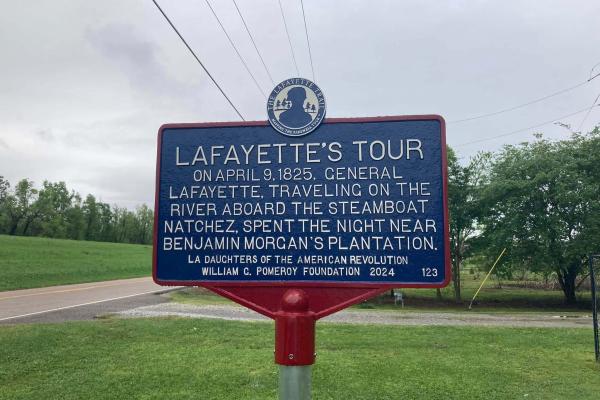 THE LAFAYETTE TRAIL
LAFAYETTE'S TOUR
ON APRIL 9, 1825, GENERAL
LAFAYETTE, TRAVELING ON THE
RIVER ABOARD THE STEAMBOAT
NATCHEZ, SPENT THE NIGHT NEAR
BENJAMIN MORGAN'S PLANTATION.
LA DAUGHTERS OF THE AMERICAN REVOLUTION
WILLIAM G. POMEROY FOUNDATION 2024 123